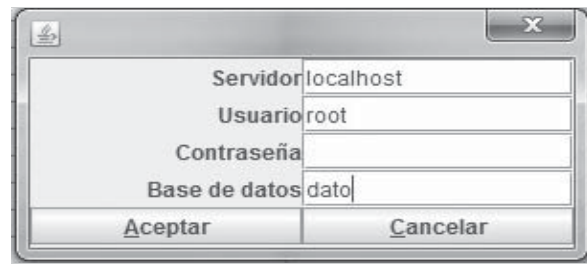 Servidor localhost
Usuario root
Contraseña
Base de datos dato
Aceptar Cancelar